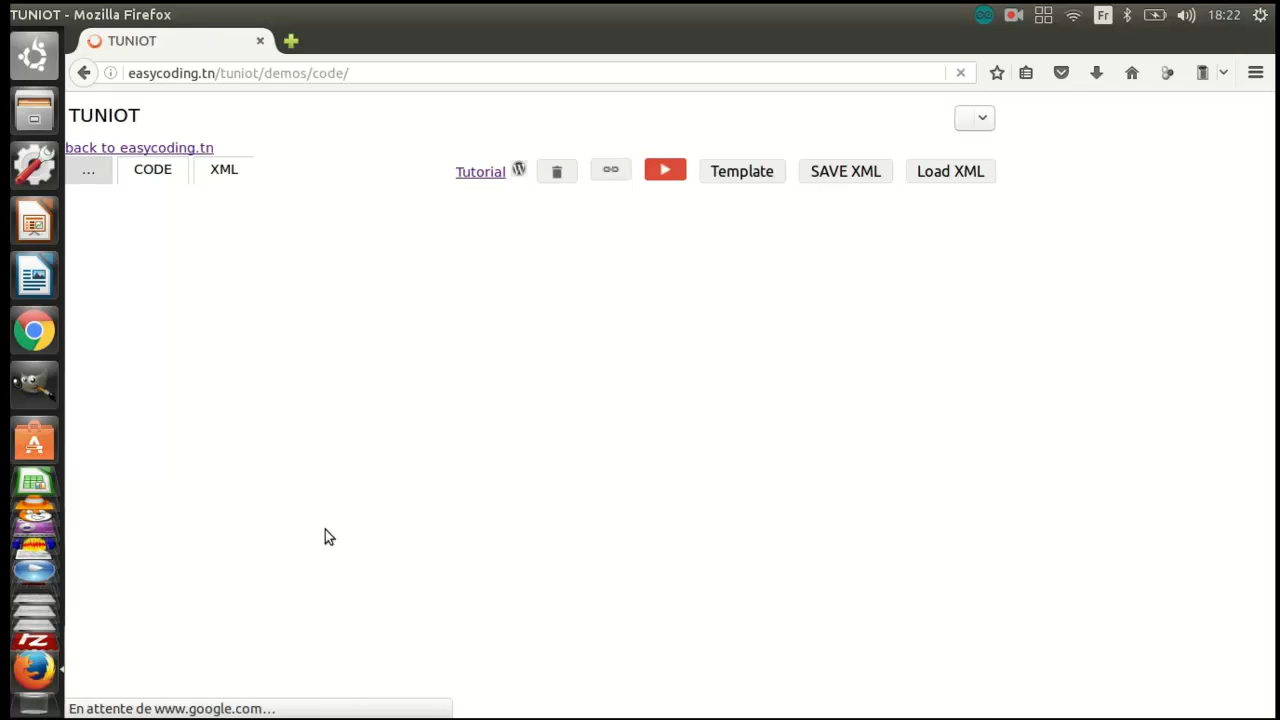 TUNIOT - Mozilla Firefox
Fr
18:22
TUNIOT
easycoding.tn/tuniot/demos/code/
TUNIOT
back to easycoding.tn
... CODE XML Tutorial Template SAVE XML Load XML
En attente de www.google.com…